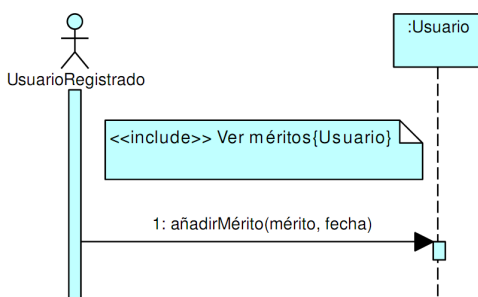 :Usuario
UsuarioRegistrado
<<include>> Ver méritos{Usuario}
1: añadirMérito(mérito, fecha)